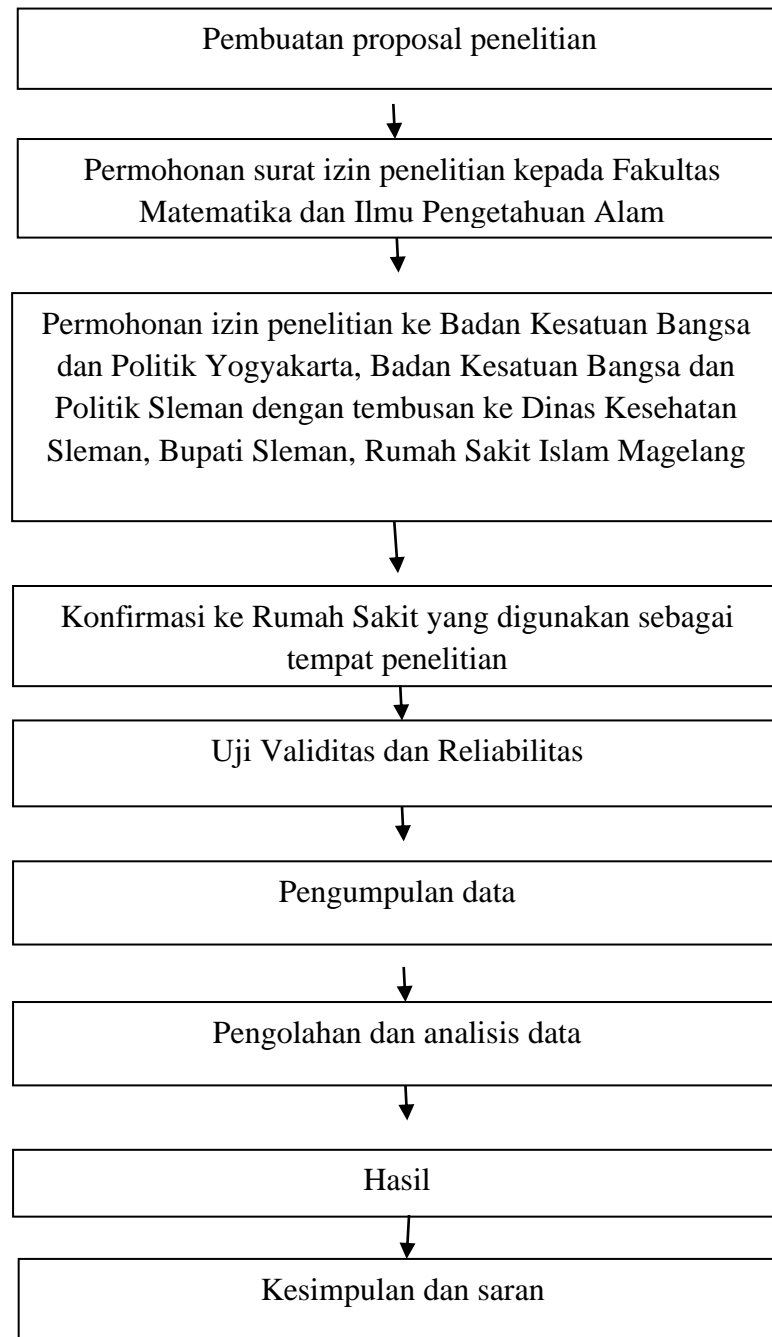 Pembuatan proposal penelitian
Permohonan surat izin penelitian kepada Fakultas
Matematika dan Ilmu Pengetahuan Alam
Permohonan izin penelitian ke Badan Kesatuan Bangsa
dan Politik Yogyakarta, Badan Kesatuan Bangsa dan
Politik Sleman dengan tembusan ke Dinas Kesehatan
Sleman, Bupati Sleman, Rumah Sakit Islam Magelang
Konfirmasi ke Rumah Sakit yang digunakan sebagai
tempat penelitian
Uji Validitas dan Reliabilitas
Pengumpulan data
Pengolahan dan analisis data
Hasil
Kesimpulan dan saran